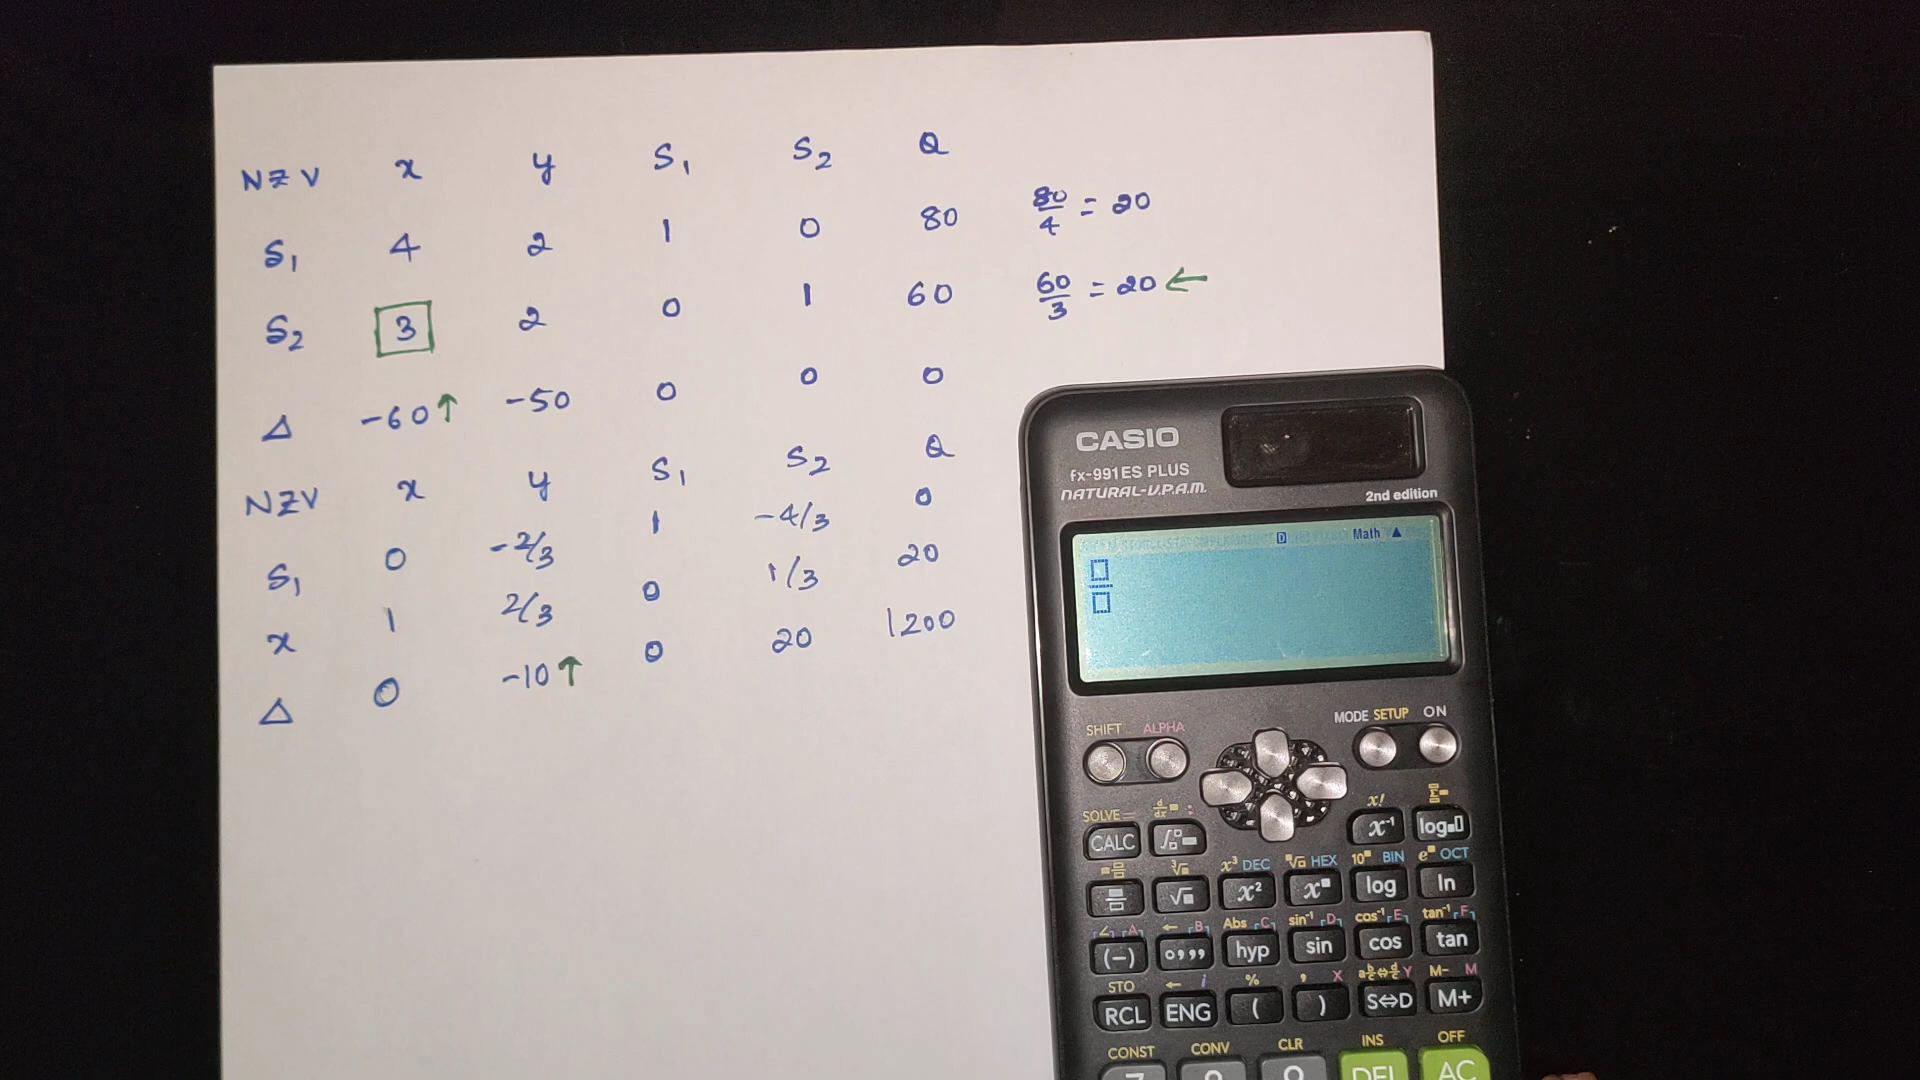 NZV x y S₁ S₂ Q
S₁ 4 2 1 0 80 80/4 = 20
S₂ 3 2 0 1 60 60/3 = 20 ←
Δ -60↑ -50 0 0 0
NZV x y S₁ S₂ Q
S₁ 0 -2/3 1 -4/3 0
x 1 2/3 0 1/3 20
Δ 0 -10↑ 0 20 1200
CASIO
fx-991ES PLUS
NATURAL-V.P.A.M.
2nd edition
D Math ▲
SHIFT ALPHA MODE SETUP ON
SOLVE = d/dx : x!
CALC x⁻¹ log
x³ DEC HEX 10 BIN e OCT
√ x² x log ln
∠ A ← B Abs C sin⁻¹ D cos⁻¹ E tan⁻¹ F
(−) hyp sin cos tan
STO ← i % , X Y M− M
RCL ENG ( ) S⇔D M+
CONST CONV CLR INS OFF
DEL AC